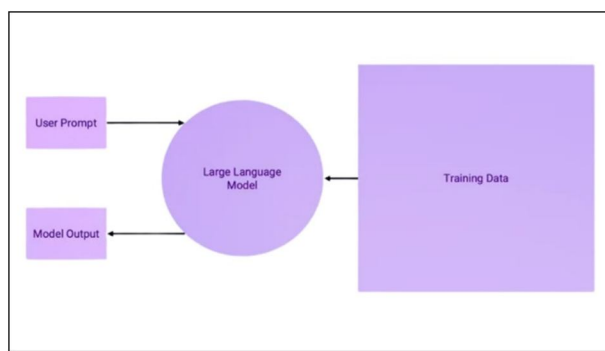 User Prompt
Large Language
Model
Training Data
Model Output